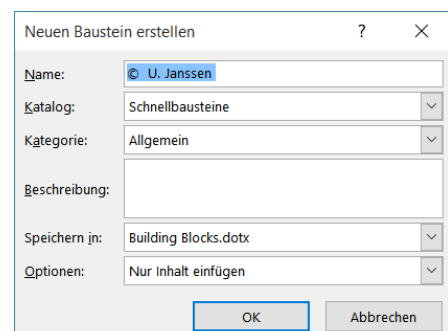 Neuen Baustein erstellen ? ×
Name: © U. Janssen
Katalog: Schnellbausteine
Kategorie: Allgemein
Beschreibung:
Speichern in: Building Blocks.dotx
Optionen: Nur Inhalt einfügen
OK Abbrechen